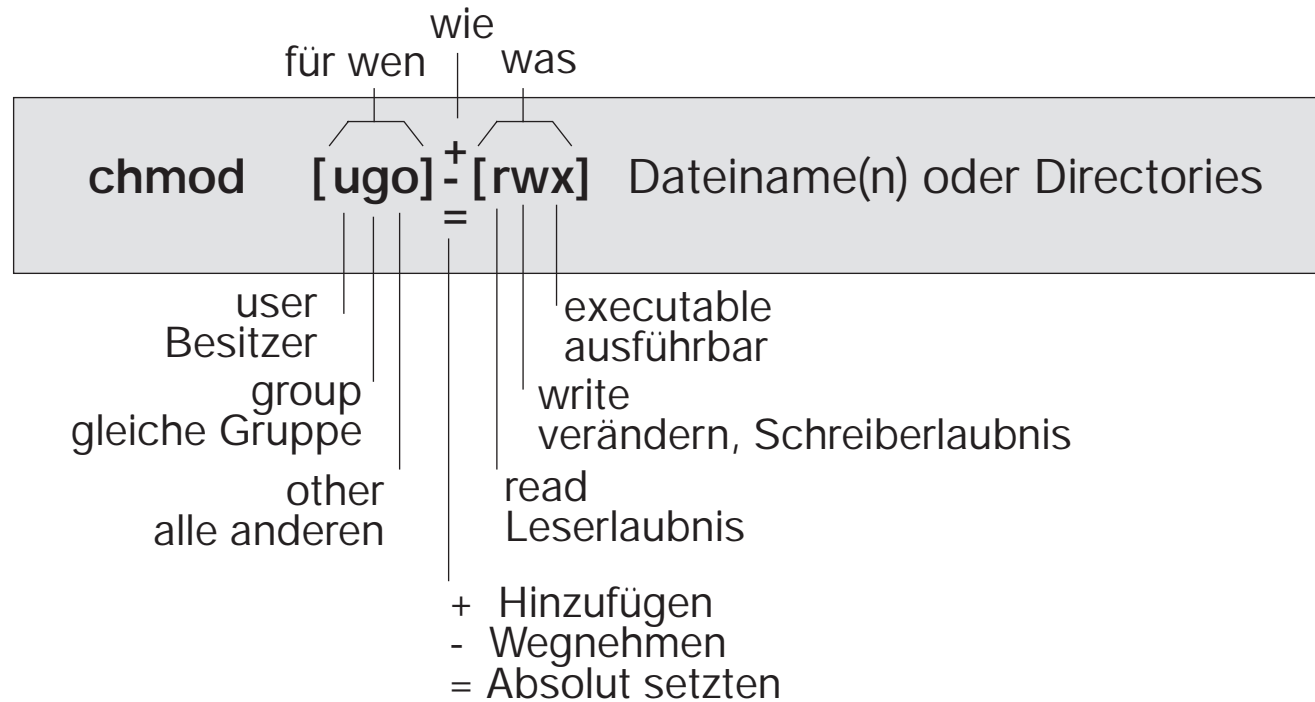 wie
für wen was
+
chmod [ugo] - [rwx] Dateiname(n) oder Directories
=
user
Besitzer
executable
ausführbar
group
gleiche Gruppe
write
verändern, Schreiberlaubnis
other
alle anderen
read
Leserlaubnis
+ Hinzufügen
- Wegnehmen
= Absolut setzten